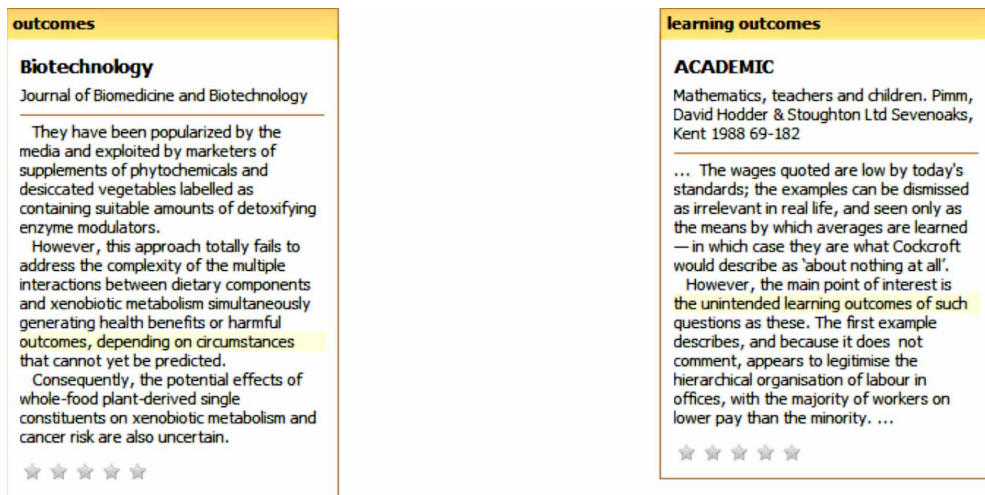 outcomes
Biotechnology
Journal of Biomedicine and Biotechnology
They have been popularized by the
media and exploited by marketers of
supplements of phytochemicals and
desiccated vegetables labelled as
containing suitable amounts of detoxifying
enzyme modulators.
However, this approach totally fails to
address the complexity of the multiple
interactions between dietary components
and xenobiotic metabolism simultaneously
generating health benefits or harmful
outcomes, depending on circumstances
that cannot yet be predicted.
Consequently, the potential effects of
whole-food plant-derived single
constituents on xenobiotic metabolism and
cancer risk are also uncertain.
learning outcomes
ACADEMIC
Mathematics, teachers and children. Pimm,
David Hodder & Stoughton Ltd Sevenoaks,
Kent 1988 69-182
... The wages quoted are low by today's
standards; the examples can be dismissed
as irrelevant in real life, and seen only as
the means by which averages are learned
— in which case they are what Cockcroft
would describe as 'about nothing at all'.
However, the main point of interest is
the unintended learning outcomes of such
questions as these. The first example
describes, and because it does not
comment, appears to legitimise the
hierarchical organisation of labour in
offices, with the majority of workers on
lower pay than the minority. ...